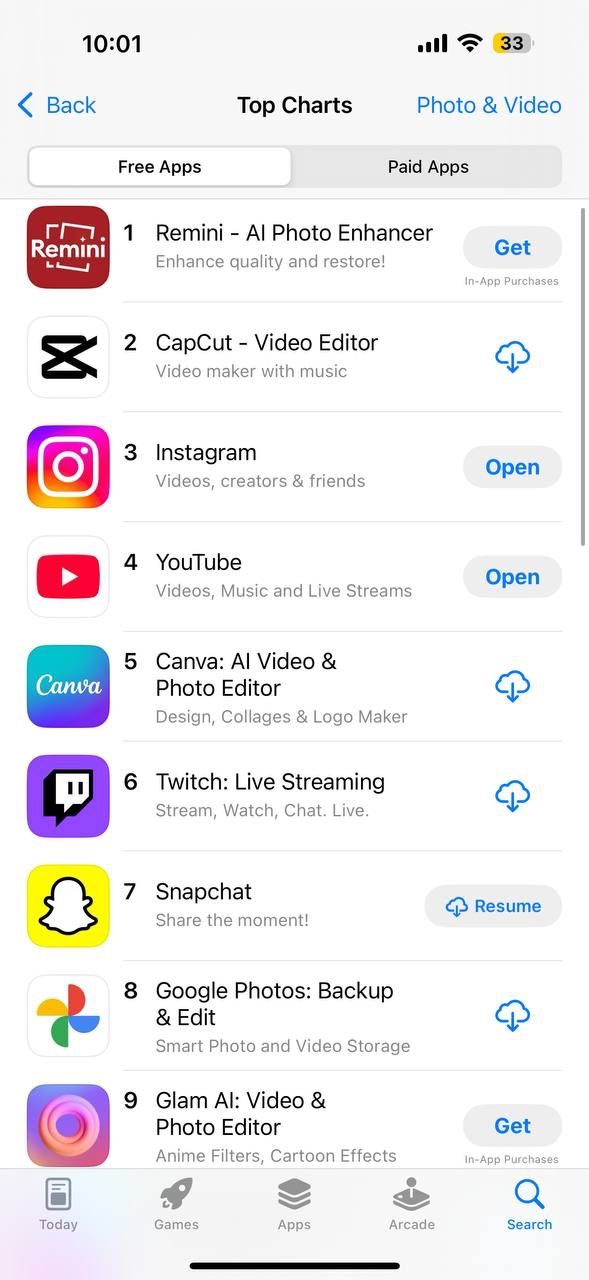 10:01
33
Back
Top Charts
Photo & Video
Free Apps
Paid Apps
Remini
1
Remini - AI Photo Enhancer
Enhance quality and restore!
Get
In-App Purchases
2
CapCut - Video Editor
Video maker with music
3
Instagram
Videos, creators & friends
Open
4
YouTube
Videos, Music and Live Streams
Open
Canva
5
Canva: AI Video &
Photo Editor
Design, Collages & Logo Maker
6
Twitch: Live Streaming
Stream, Watch, Chat. Live.
7
Snapchat
Share the moment!
Resume
8
Google Photos: Backup
& Edit
Smart Photo and Video Storage
9
Glam AI: Video &
Photo Editor
Anime Filters, Cartoon Effects
Get
In-App Purchases
Today
Games
Apps
Arcade
Search